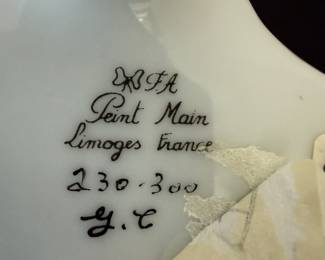 FA
Peint Main
Limoges France
230-300
G.C